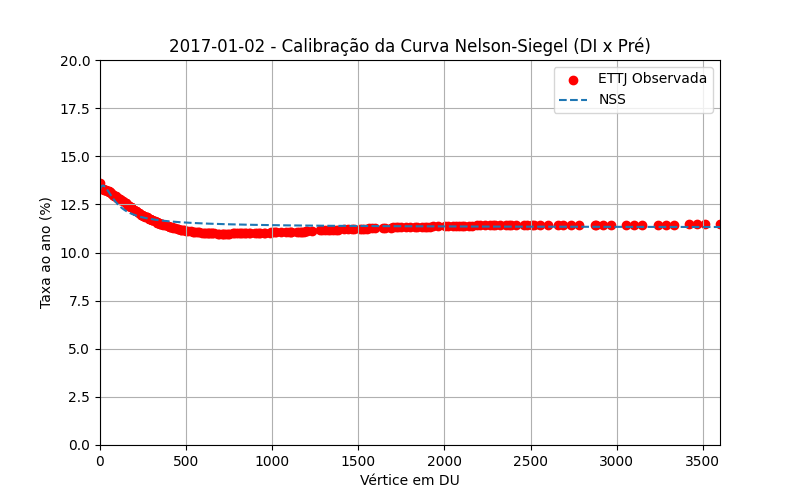 2017-01-02 - Calibração da Curva Nelson-Siegel (DI x Pré)
ETTJ Observada
NSS
Taxa ao ano (%)
20.0
17.5
15.0
12.5
10.0
7.5
5.0
2.5
0.0
0 500 1000 1500 2000 2500 3000 3500
Vértice em DU